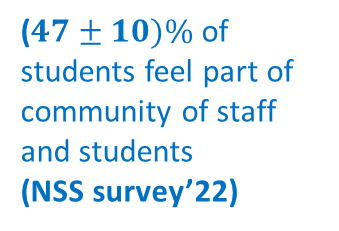 (47 ± 10)% of
students feel part of
community of staff
and students
(NSS survey’22)